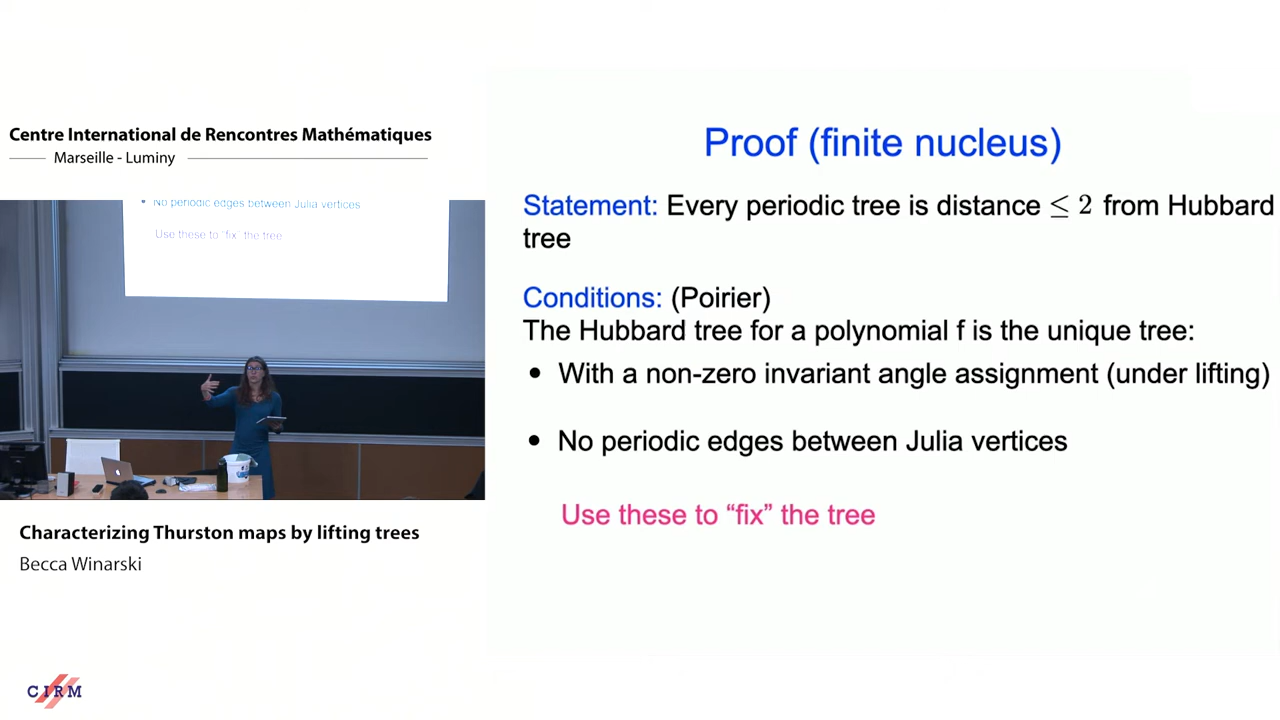 Centre International de Rencontres Mathématiques
Marseille - Luminy
No periodic edges between Julia vertices
Use these to "fix" the tree
Characterizing Thurston maps by lifting trees
Becca Winarski
CIRM
Proof (finite nucleus)
Statement: Every periodic tree is distance ≤ 2 from Hubbard
tree
Conditions: (Poirier)
The Hubbard tree for a polynomial f is the unique tree:
• With a non-zero invariant angle assignment (under lifting)
• No periodic edges between Julia vertices
Use these to “fix” the tree